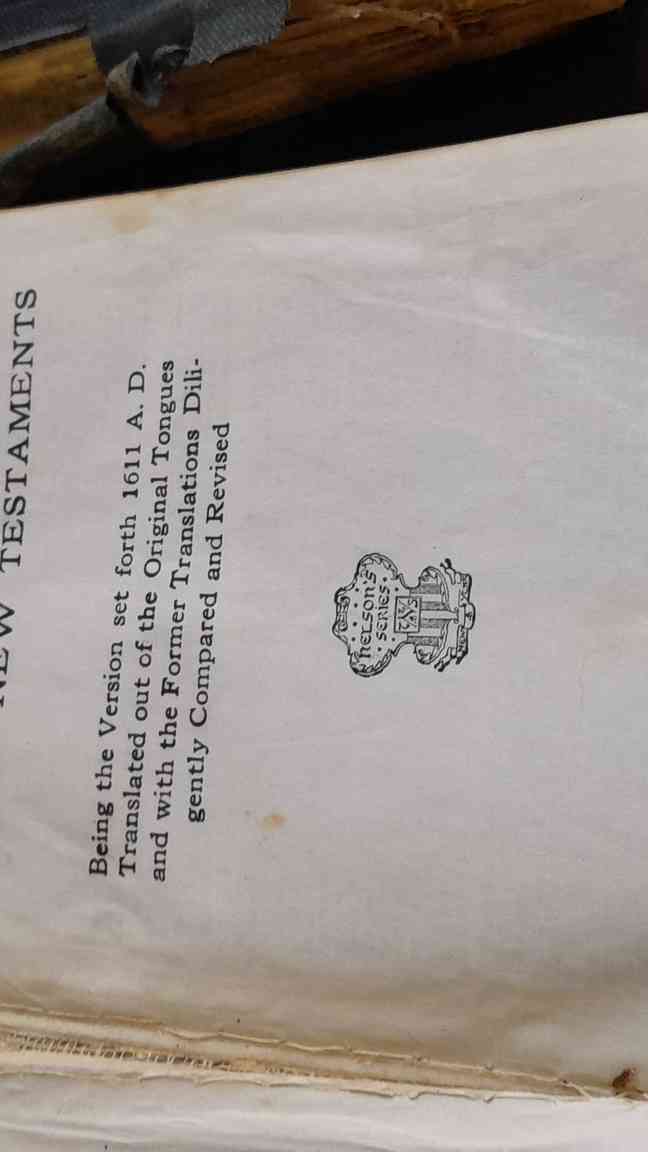 NEW TESTAMENTS
Being the Version set forth 1611 A. D.
Translated out of the Original Tongues
and with the Former Translations Dili-
gently Compared and Revised
NELSON'S
SERIES